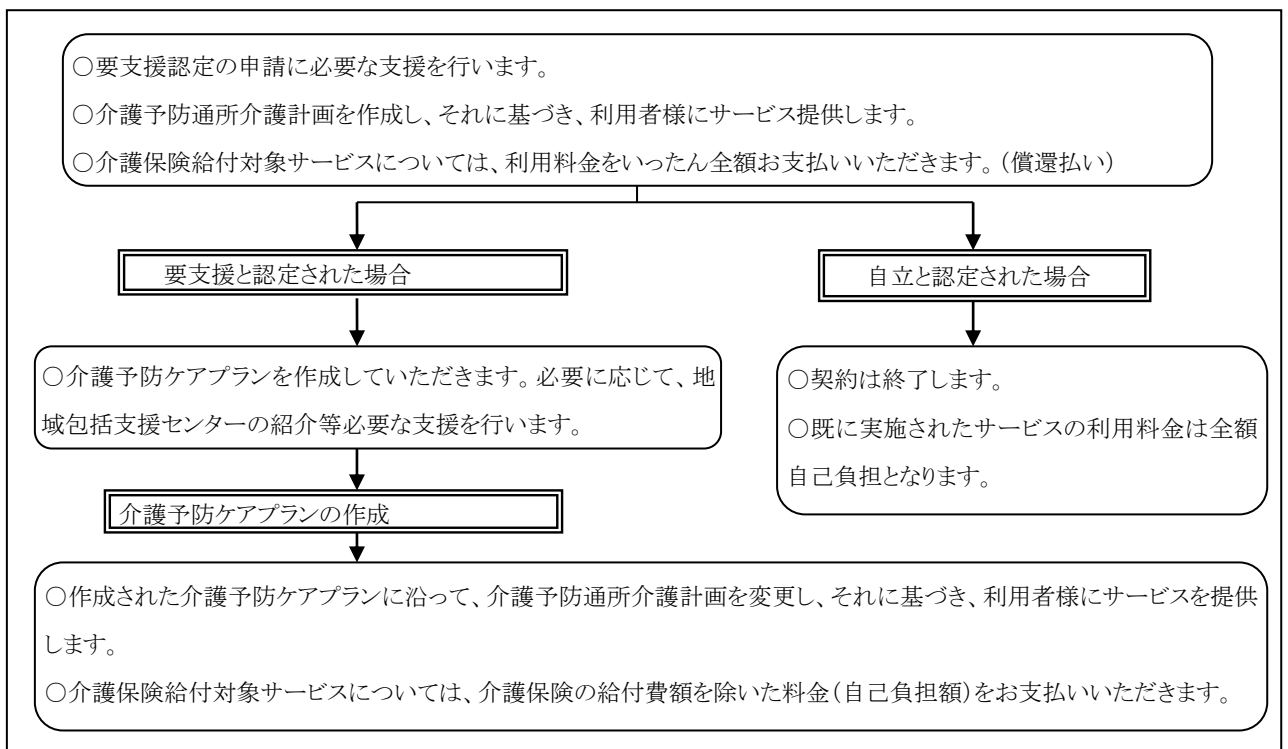 ○要支援認定の申請に必要な支援を行います。
○介護予防通所介護計画を作成し、それに基づき、利用者様にサービス提供します。
○介護保険給付対象サービスについては、利用料金をいったん全額お支払いいただきます。(償還払い)
要支援と認定された場合
自立と認定された場合
○介護予防ケアプランを作成していただきます。必要に応じて、地
域包括支援センターの紹介等必要な支援を行います。
○契約は終了します。
○既に実施されたサービスの利用料金は全額
自己負担となります。
介護予防ケアプランの作成
○作成された介護予防ケアプランに沿って、介護予防通所介護計画を変更し、それに基づき、利用者様にサービスを提供
します。
○介護保険給付対象サービスについては、介護保険の給付費額を除いた料金(自己負担額)をお支払いいただきます。